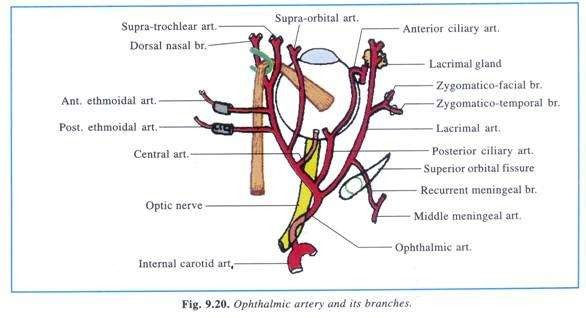 Supra-trochlear art.
Dorsal nasal br.
Supra-orbital art.
Anterior ciliary art.
Lacrimal gland
Zygomatico-facial br.
Zygomatico-temporal br.
Ant. ethmoidal art.
Post. ethmoidal art.
Lacrimal art.
Central art.
Posterior ciliary art.
Superior orbital fissure
Recurrent meningeal br.
Optic nerve
Middle meningeal art.
Ophthalmic art.
Internal carotid art,
Fig. 9.20. Ophthalmic artery and its branches.